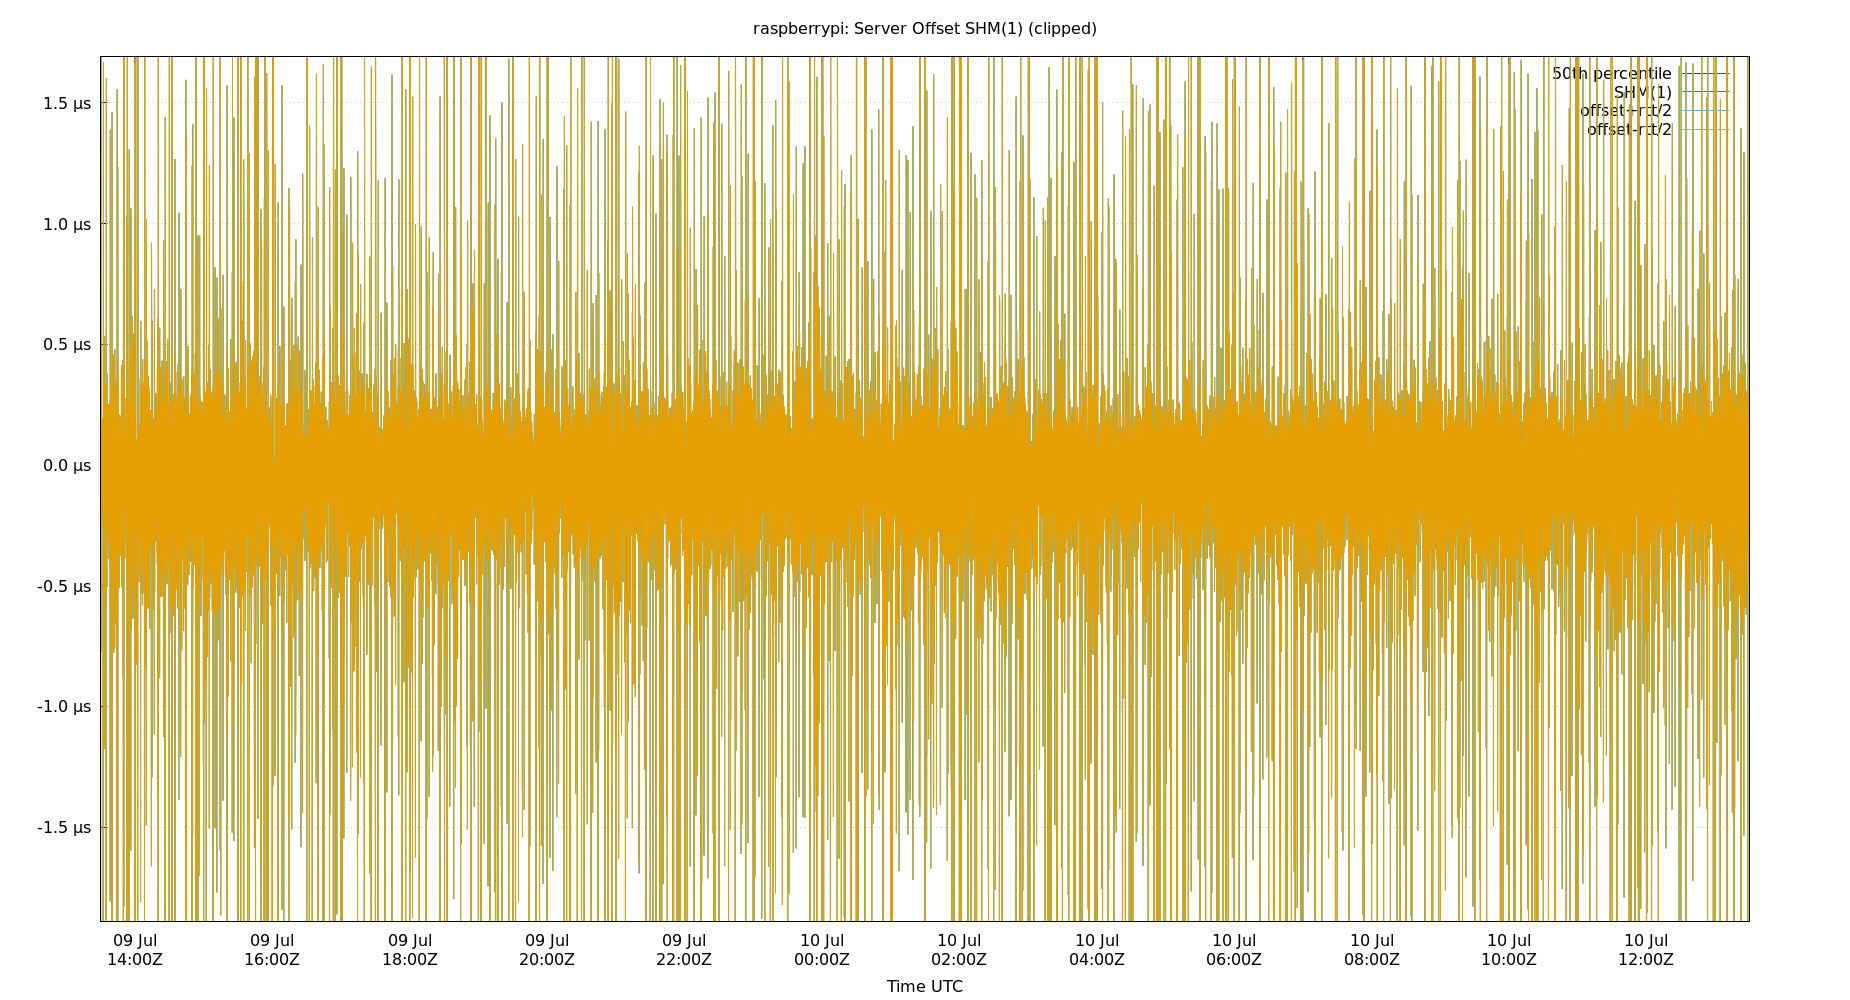 raspberrypi: Server Offset SHM(1) (clipped)
50th percentile
SHM(1)
offset+rtt/2
offset-rtt/2
1.5 µs
1.0 µs
0.5 µs
0.0 µs
-0.5 µs
-1.0 µs
-1.5 µs
09 Jul 09 Jul 09 Jul 09 Jul 09 Jul 10 Jul 10 Jul 10 Jul 10 Jul 10 Jul 10 Jul 10 Jul
14:00Z 16:00Z 18:00Z 20:00Z 22:00Z 00:00Z 02:00Z 04:00Z 06:00Z 08:00Z 10:00Z 12:00Z
Time UTC